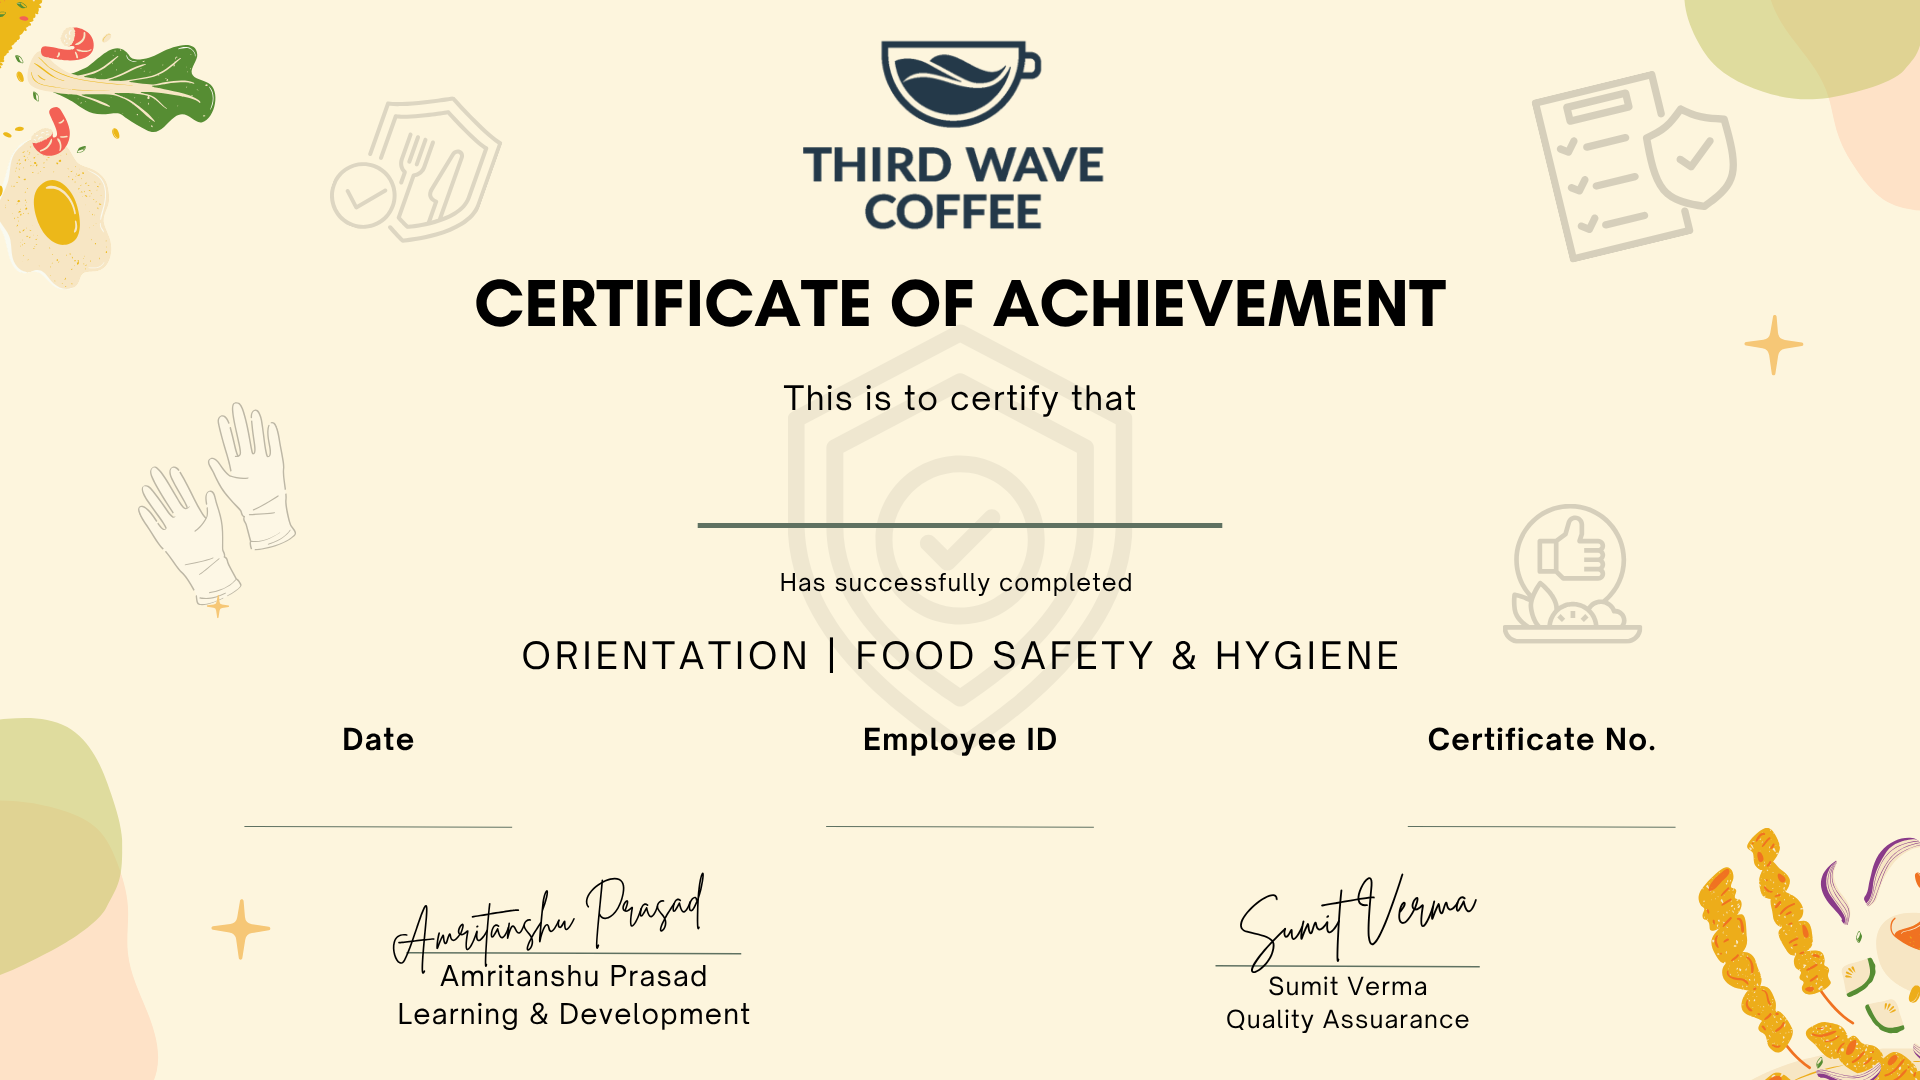 THIRD WAVE
COFFEE
CERTIFICATE OF ACHIEVEMENT
This is to certify that
Has successfully completed
ORIENTATION | FOOD SAFETY & HYGIENE
Date
Employee ID
Certificate No.
Amritanshu Prasad
Sumit Verma
Amritanshu Prasad
Learning & Development
Sumit Verma
Quality Assuarance